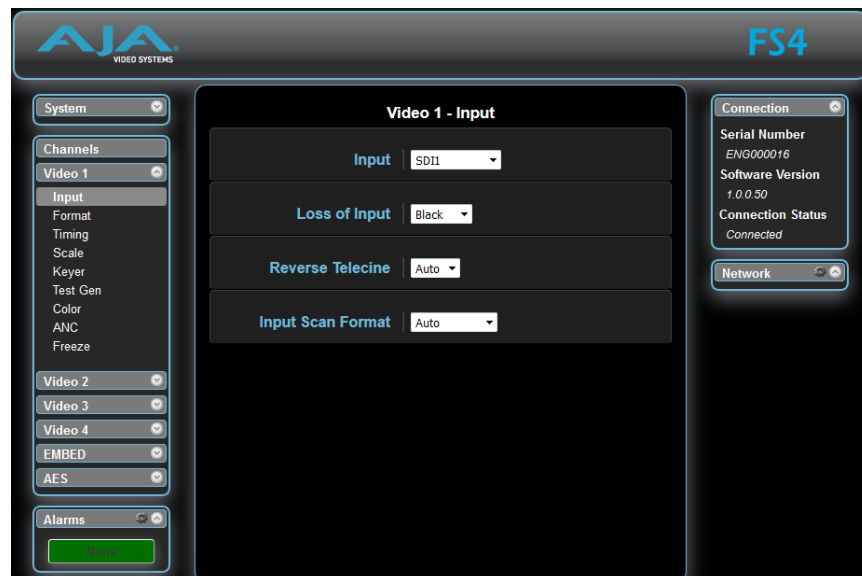 AJA
VIDEO SYSTEMS
FS4
System
Channels
Video 1
Input
Format
Timing
Scale
Keyer
Test Gen
Color
ANC
Freeze
Video 2
Video 3
Video 4
EMBED
AES
Alarms
None
Video 1 - Input
Input SDI1
Loss of Input Black
Reverse Telecine Auto
Input Scan Format Auto
Connection
Serial Number
ENG000016
Software Version
1.0.0.50
Connection Status
Connected
Network